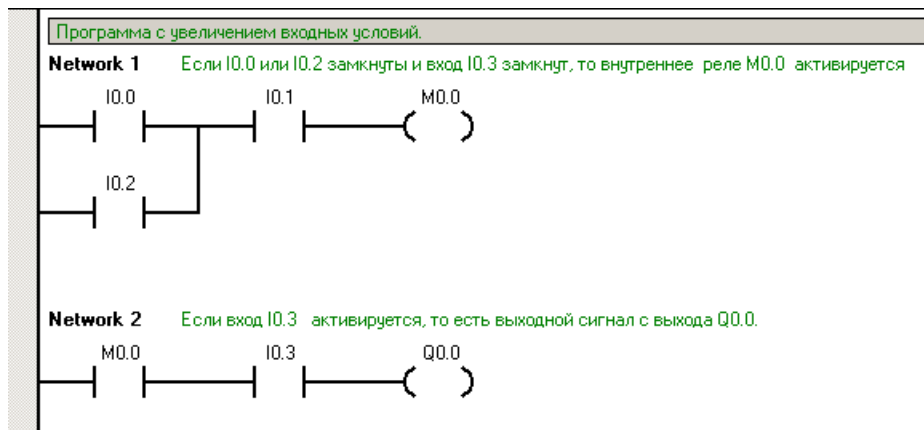 Программа с увеличением входных условий.
Network 1 Если I0.0 или I0.2 замкнуты и вход I0.3 замкнут, то внутреннее реле M0.0 активируется
I0.0 I0.1 M0.0
I0.2
Network 2 Если вход I0.3 активируется, то есть выходной сигнал с выхода Q0.0.
M0.0 I0.3 Q0.0